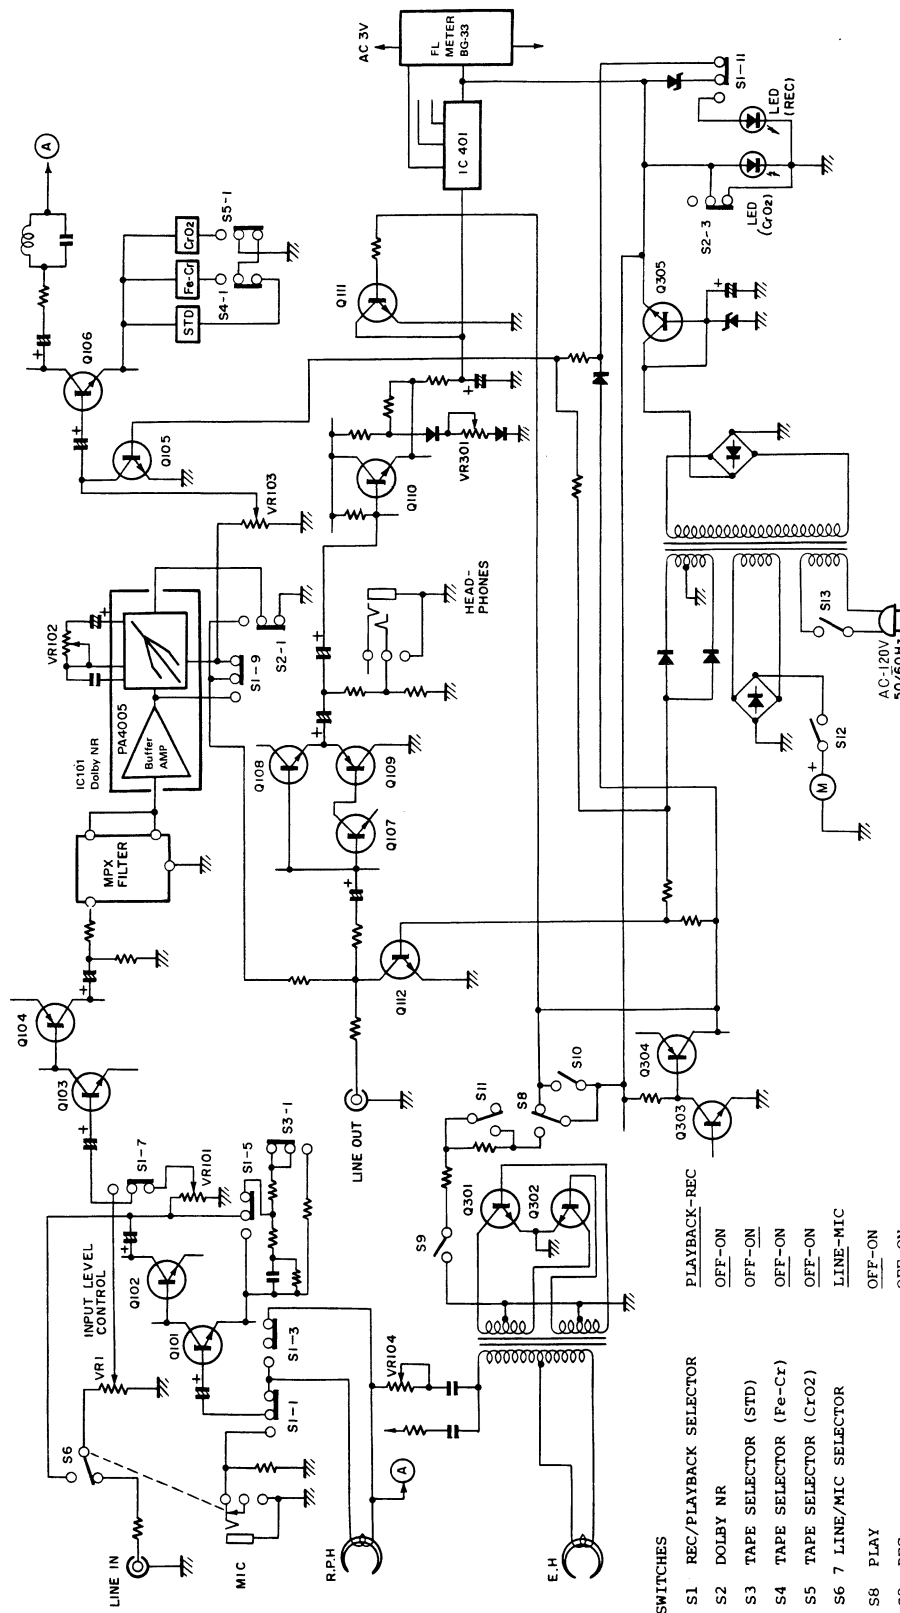 LINE IN
S6
VR1
INPUT LEVEL
CONTROL
MIC
R.P.H
A
S1-1
S1-3
VR104
Q101
Q102
S1-5
S3-1
VR101
S1-7
Q103
Q104
MPX
FILTER
IC101
Dolby NR
PA4005
Buffer
AMP
VR102
S1-9
S2-1
VR103
Q105
Q106
STD
Fe-Cr
CrO2
S4-1
S5-1
A
LINE OUT
Q112
Q107
Q108
Q109
HEAD-
PHONES
Q110
VR301
Q111
IC 401
FL
METER
BG-33
AC 3V
E.H
S9
S11
S8
S10
Q301
Q302
Q303
Q304
M
S12
S13
AC-120V
50/60Hz
Q305
S2-3
LED
(CrO2)
LED
(REC)
S1-11
SWITCHES
S1 REC/PLAYBACK SELECTOR PLAYBACK-REC
S2 DOLBY NR OFF-ON
S3 TAPE SELECTOR (STD) OFF-ON
S4 TAPE SELECTOR (Fe-Cr) OFF-ON
S5 TAPE SELECTOR (CrO2) OFF-ON
S6 7 LINE/MIC SELECTOR LINE-MIC
S8 PLAY OFF-ON